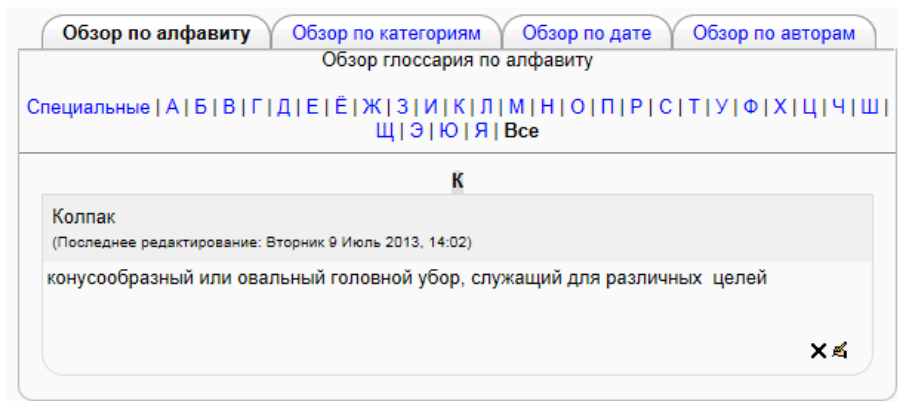 Обзор по алфавиту Обзор по категориям Обзор по дате Обзор по авторам
Обзор глоссария по алфавиту
Специальные | А | Б | В | Г | Д | Е | Ё | Ж | З | И | К | Л | М | Н | О | П | Р | С | Т | У | Ф | Х | Ц | Ч | Ш |
Щ | Э | Ю | Я | Все
К
Колпак
(Последнее редактирование: Вторник 9 Июль 2013, 14:02)
конусообразный или овальный головной убор, служащий для различных целей